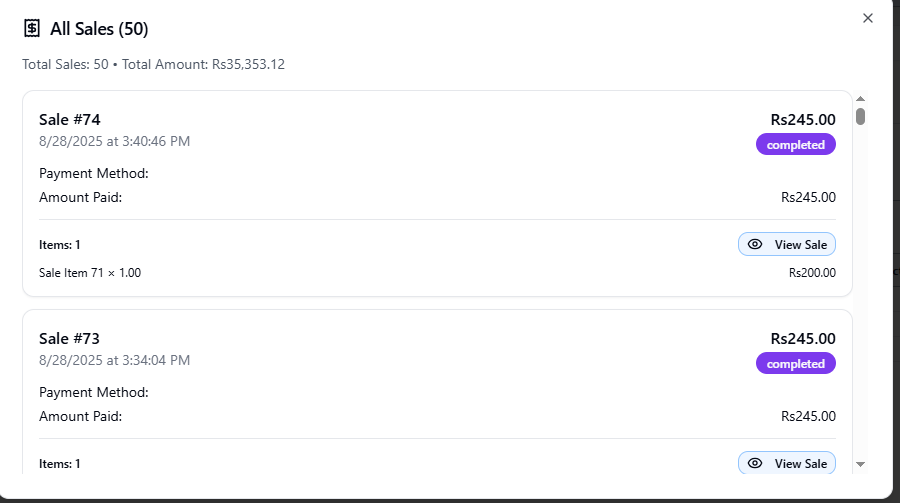 All Sales (50)
Total Sales: 50 • Total Amount: Rs35,353.12
Sale #74 Rs245.00
8/28/2025 at 3:40:46 PM completed
Payment Method:
Amount Paid: Rs245.00
Items: 1 View Sale
Sale Item 71 × 1.00 Rs200.00
Sale #73 Rs245.00
8/28/2025 at 3:34:04 PM completed
Payment Method:
Amount Paid: Rs245.00
Items: 1 View Sale